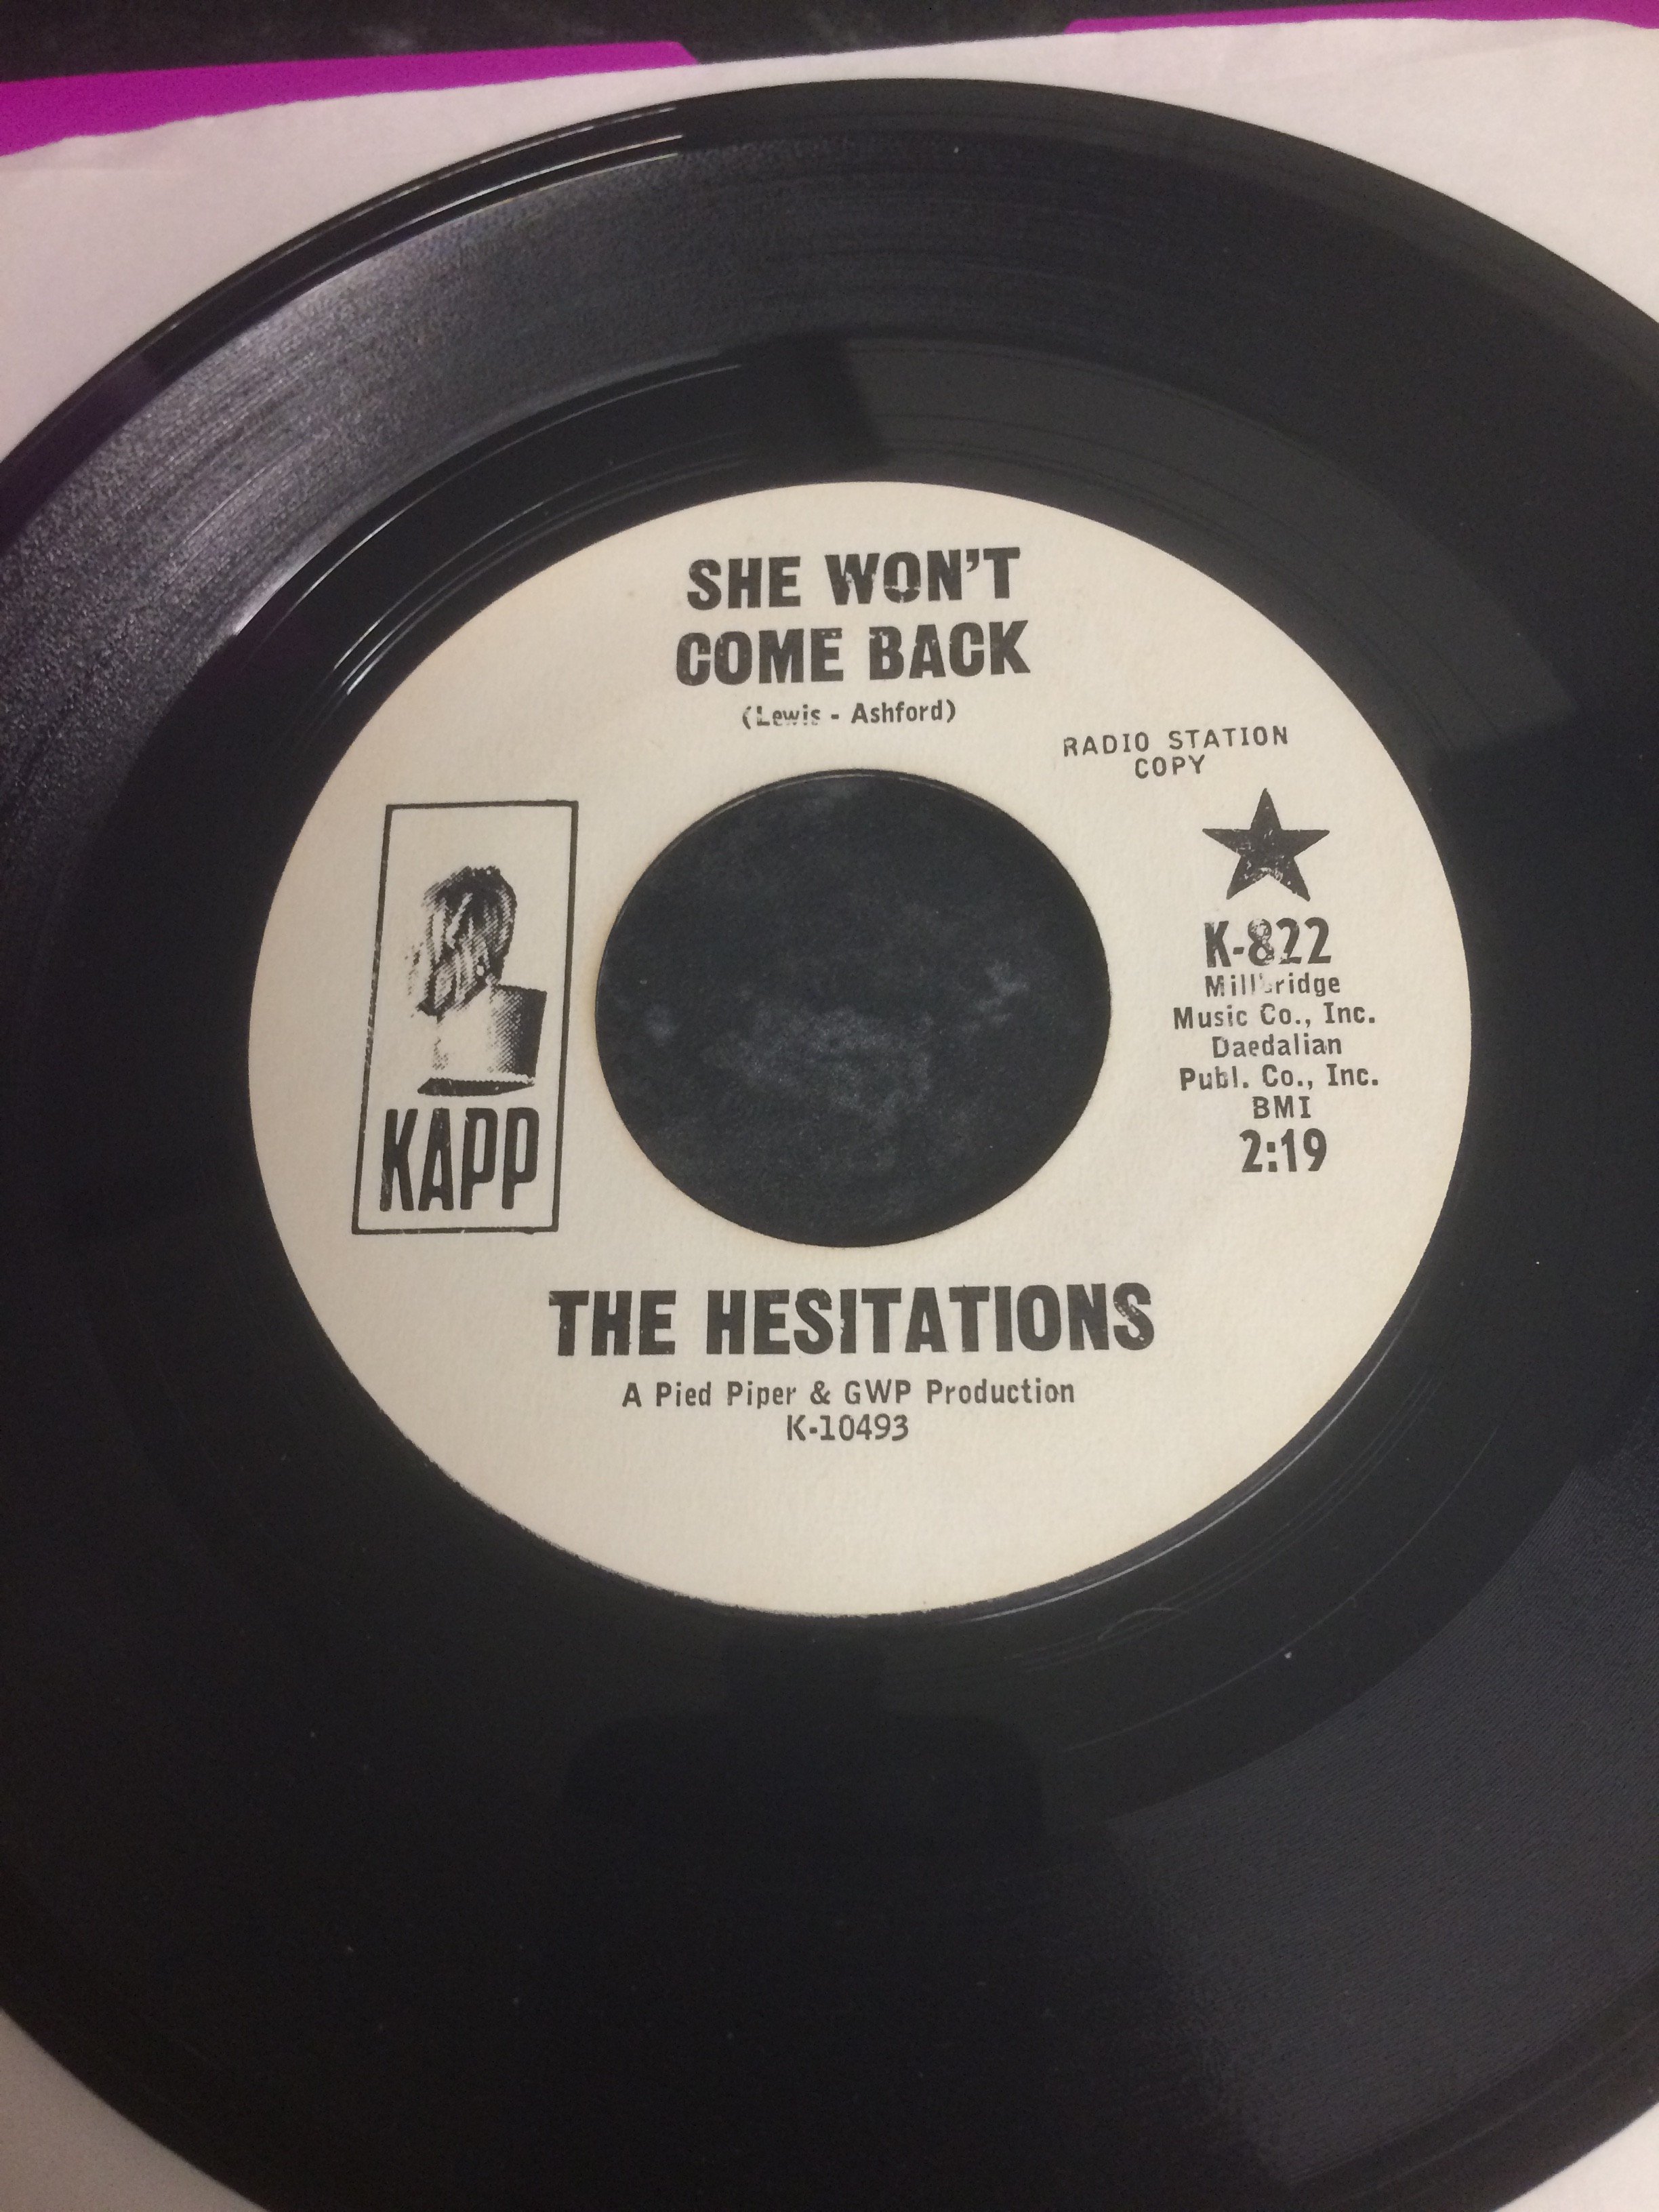 SHE WON'T
COME BACK
(Lewis - Ashford)
RADIO STATION
COPY
K-822
Millbridge
Music Co., Inc.
Daedalian
Publ. Co., Inc.
BMI
2:19
KAPP
THE HESITATIONS
A Pied Piper & GWP Production
K-10493